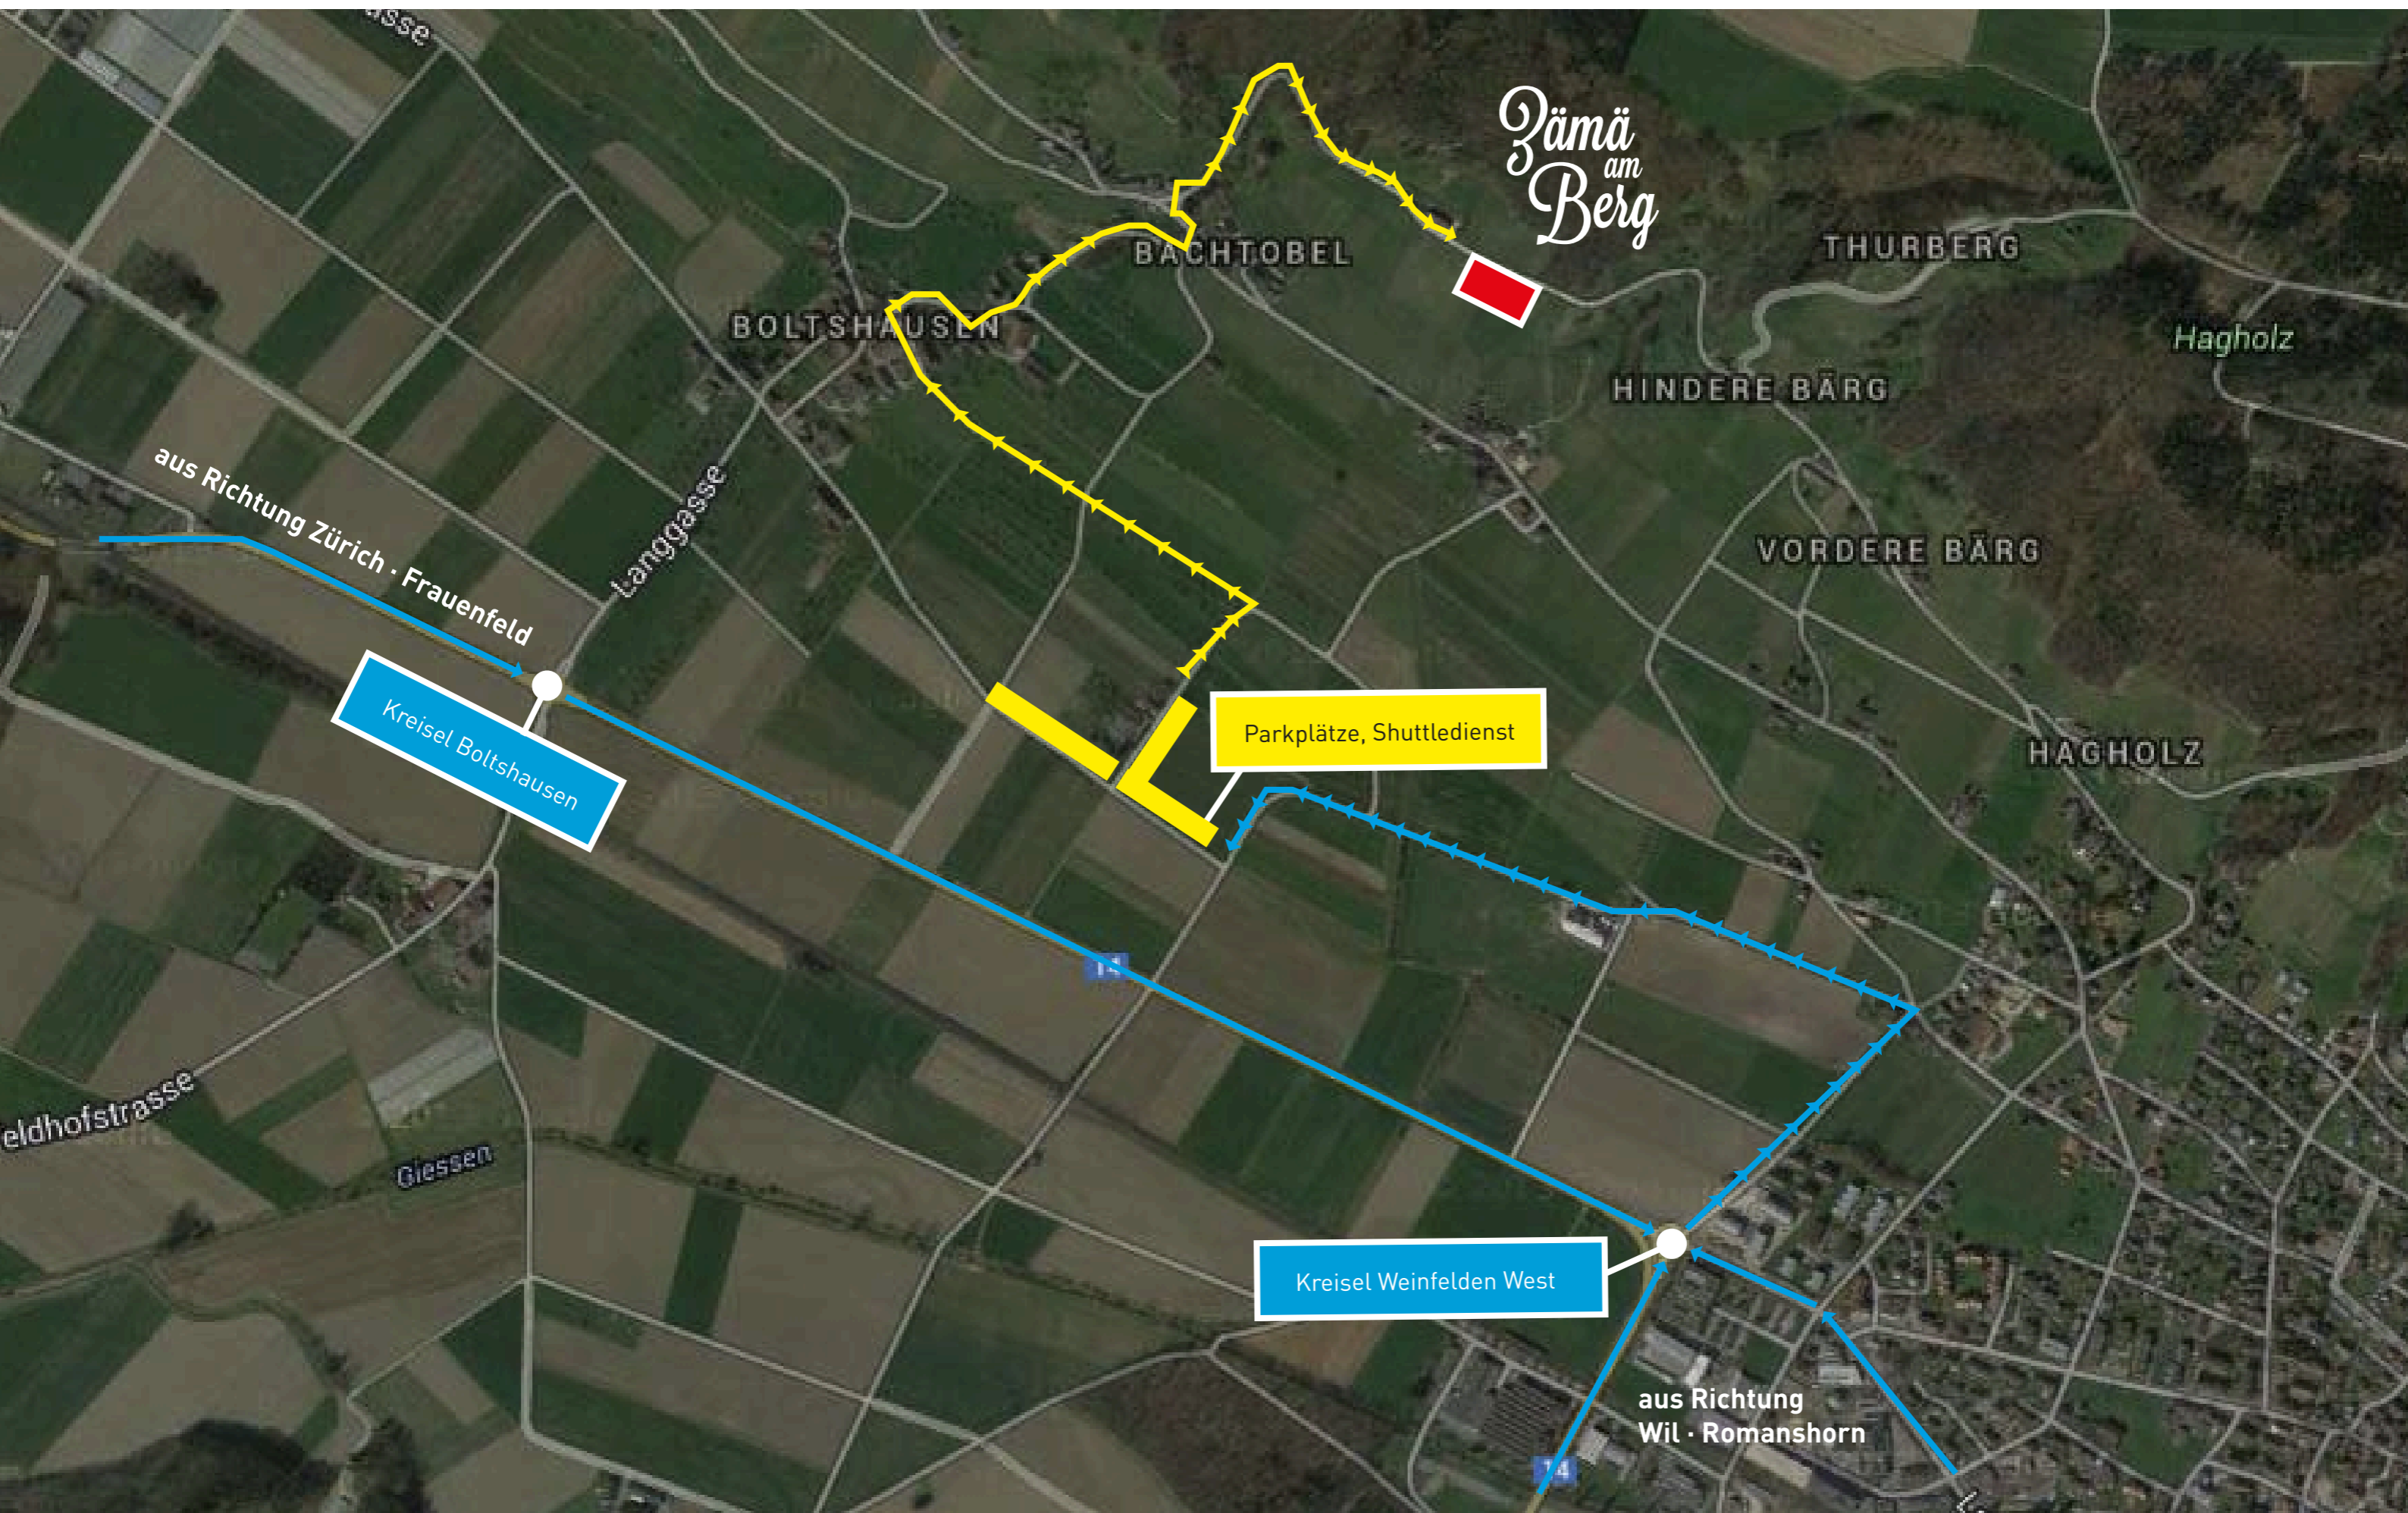 Zämä
am
Berg
BACHTOBEL
THURBERG
BOLTSHAUSEN
Hagholz
HINDERE BÄRG
aus Richtung Zürich · Frauenfeld
Langgasse
VORDERE BÄRG
Kreisel Boltshausen
Parkplätze, Shuttledienst
HAGHOLZ
14
eldhofstrasse
Giessen
Kreisel Weinfelden West
aus Richtung
Wil · Romanshorn
14